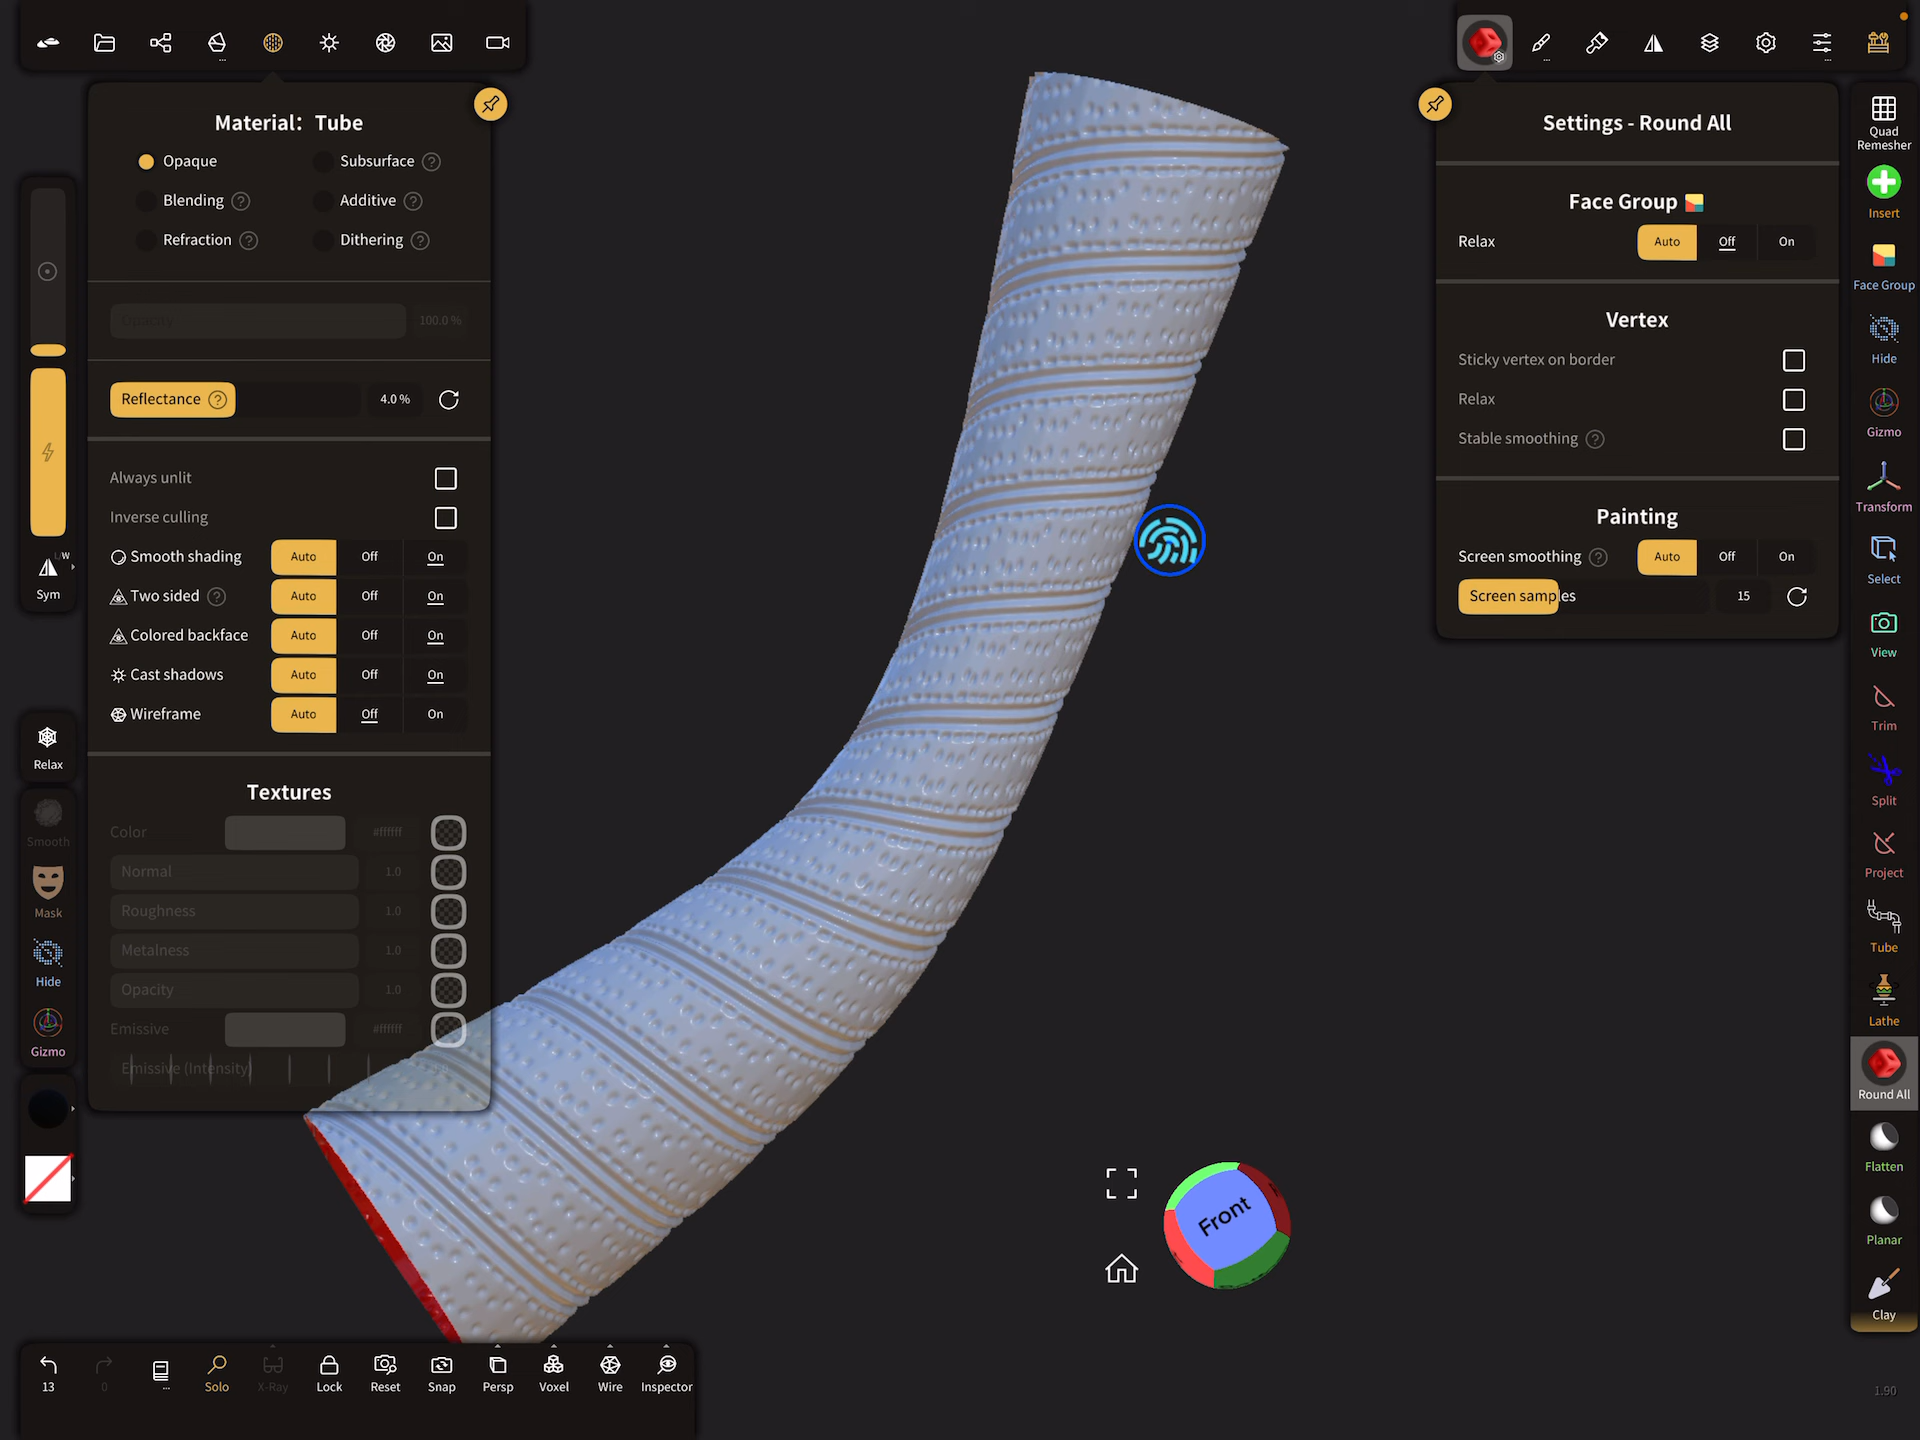 Material: Tube
Opaque
Subsurface ?
Blending ?
Additive ?
Refraction ?
Dithering ?
Opacity 100.0 %
Reflectance ? 4.0 %
Always unlit
Inverse culling
Smooth shading Auto Off On
Two sided ? Auto Off On
Colored backface Auto Off On
Cast shadows Auto Off On
Wireframe Auto Off On
Textures
Color #ffffff
Normal 1.0
Roughness 1.0
Metalness 1.0
Opacity 1.0
Emissive #ffffff
Emissive (Intensity)
L/W
Sym
Relax
Smooth
Mask
Hide
Gizmo
13
0
Solo
X-Ray
Lock
Reset
Snap
Persp
Voxel
Wire
Inspector
Front
Settings - Round All
Face Group
Relax Auto Off On
Vertex
Sticky vertex on border
Relax
Stable smoothing ?
Painting
Screen smoothing ? Auto Off On
Screen samples 15
Quad
Remesher
Insert
Face Group
Hide
Gizmo
Transform
Select
View
Trim
Split
Project
Tube
Lathe
Round All
Flatten
Planar
Clay
1.90